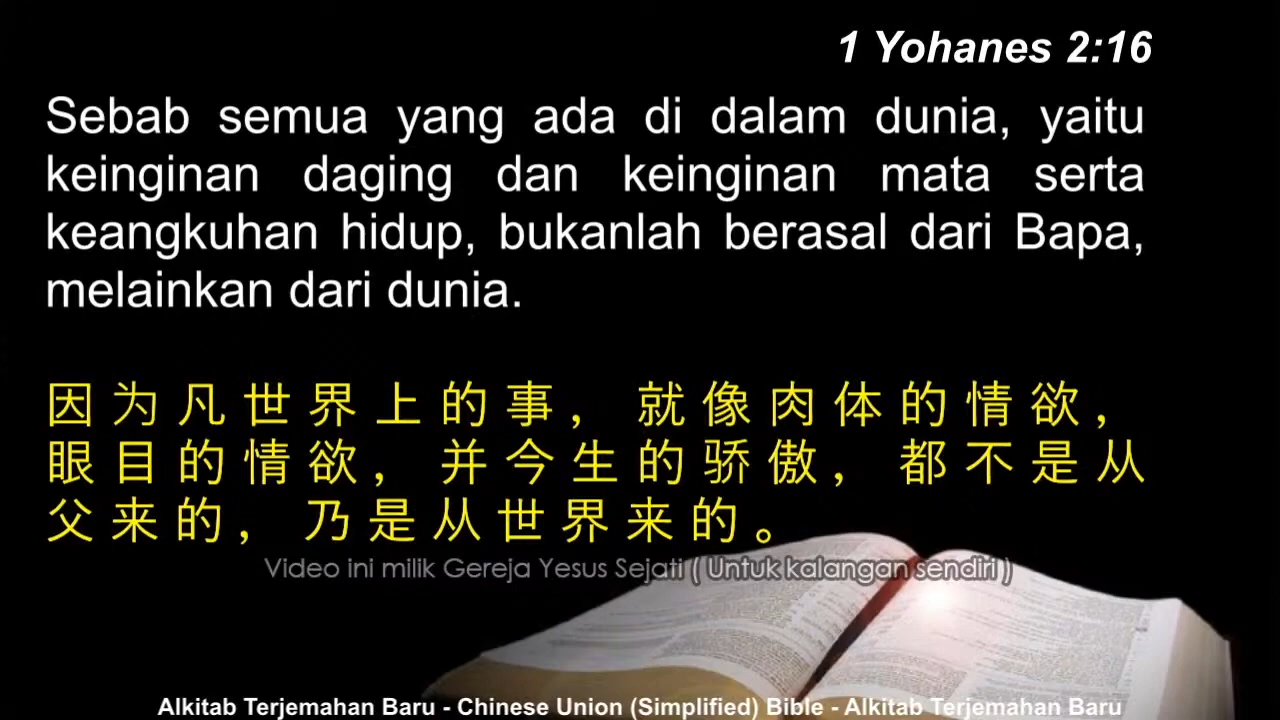 1 Yohanes 2:16
Sebab semua yang ada di dalam dunia, yaitu
keinginan daging dan keinginan mata serta
keangkuhan hidup, bukanlah berasal dari Bapa,
melainkan dari dunia.
因为凡世界上的事， 就像肉体的情欲，
眼目的情欲， 并今生的骄傲， 都不是从
父来的， 乃是从世界来的。
Video ini milik Gereja Yesus Sejati ( Untuk kalangan sendiri )
Alkitab Terjemahan Baru - Chinese Union (Simplified) Bible - Alkitab Terjemahan Baru